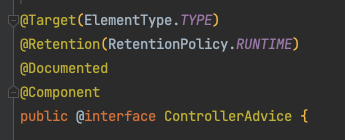 @Target(ElementType.TYPE)
@Retention(RetentionPolicy.RUNTIME)
@Documented
@Component
public @interface ControllerAdvice {